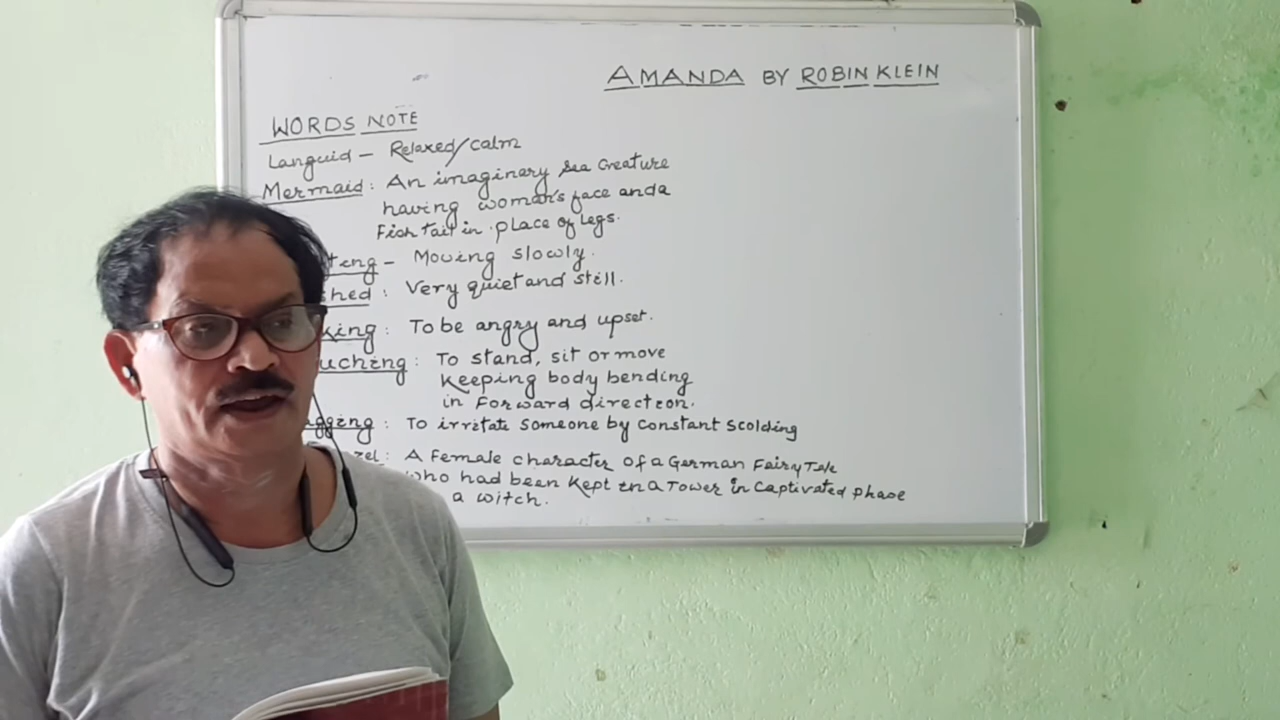 AMANDA BY ROBIN KLEIN
WORDS NOTE
Languid – Relaxed/calm
Mermaid : An imaginary sea creature
having woman's face and a
Fish tail in place of legs.
– Moving slowly.
: Very quiet and still.
: To be angry and upset.
: To stand, sit or move
keeping body bending
in Forward direction.
: To irritate someone by constant scolding
: A Female character of a German Fairy Tale
who had been kept in a Tower in Captivated phase
a witch.